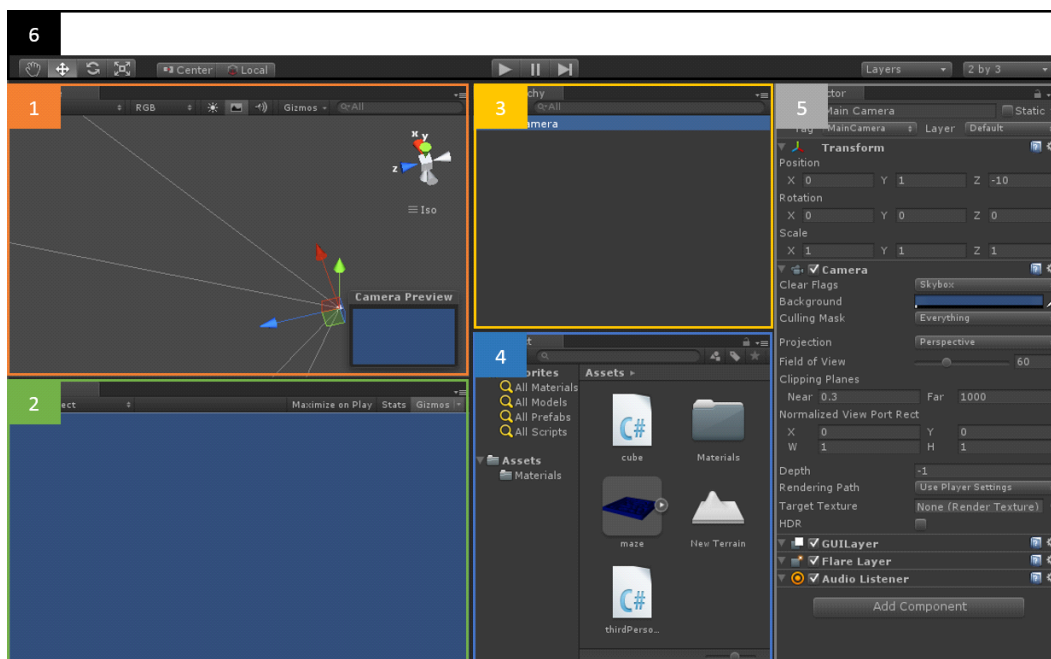 6
Center Local
Layers 2 by 3
1
RGB Gizmos All
x y
z
Iso
Camera Preview
2
Maximize on Play Stats Gizmos
3
All
4
All Materials
All Models
All Prefabs
All Scripts
Assets
Materials
Assets
cube Materials
maze New Terrain
thirdPerso...
5
Main Camera Static
MainCamera Layer Default
Transform
Position
X 0 Y 1 Z -10
Rotation
X 0 Y 0 Z 0
Scale
X 1 Y 1 Z 1
Camera
Clear Flags Skybox
Background
Culling Mask Everything
Projection Perspective
Field of View 60
Clipping Planes
Near 0.3 Far 1000
Normalized View Port Rect
X 0 Y 0
W 1 H 1
Depth -1
Rendering Path Use Player Settings
Target Texture None (Render Texture)
HDR
GUILayer
Flare Layer
Audio Listener
Add Component